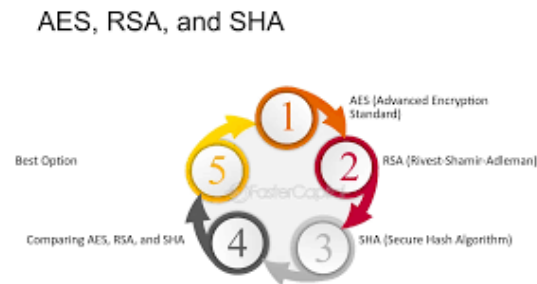 AES, RSA, and SHA
1
AES (Advanced Encryption
Standard)
2
RSA (Rivest-Shamir-Adleman)
3
SHA (Secure Hash Algorithm)
4
Comparing AES, RSA, and SHA
5
Best Option
FasterCapital